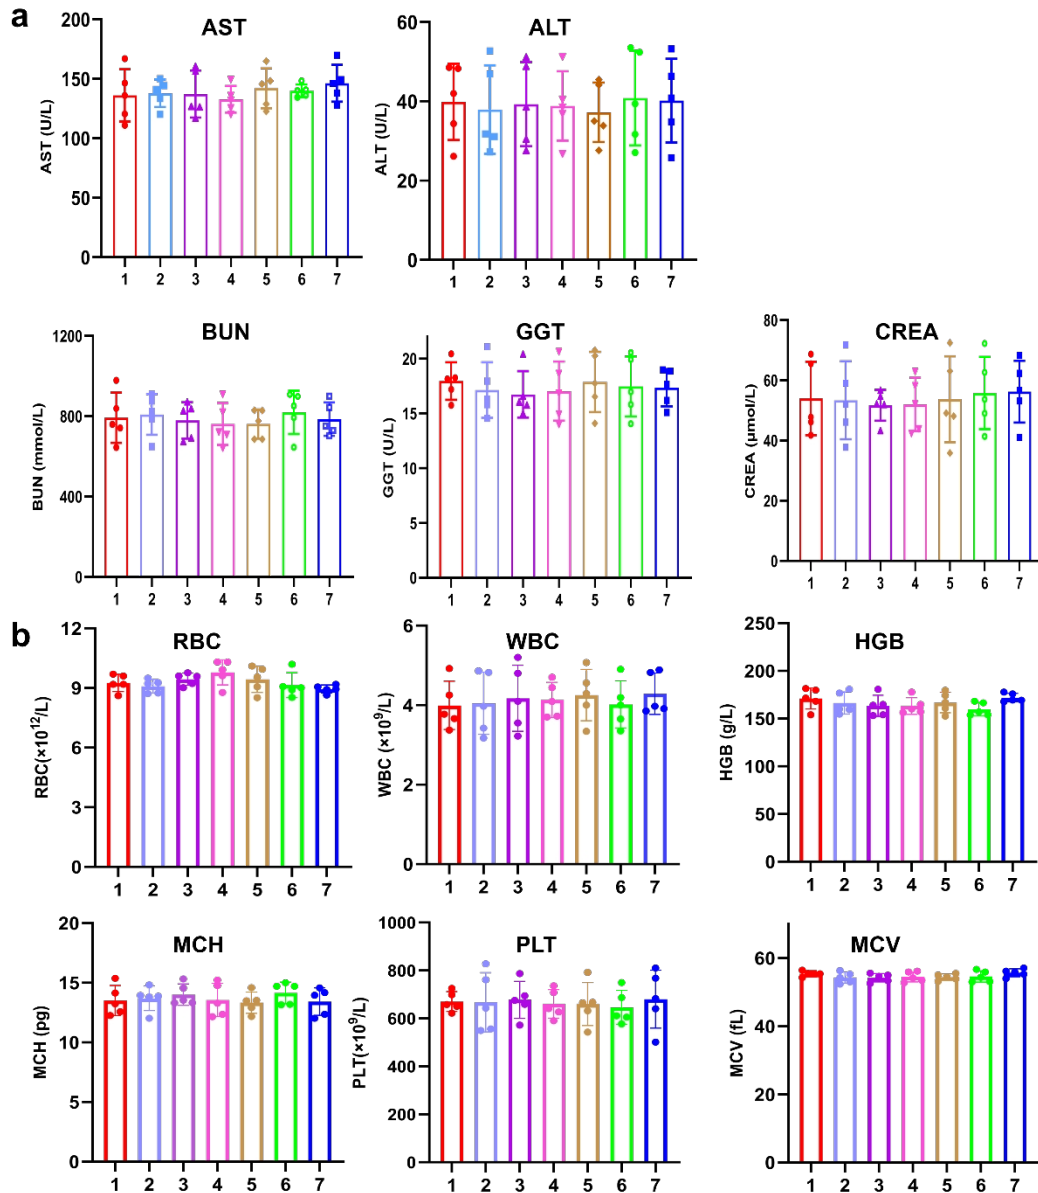 a
AST
AST (U/L)
200
150
100
50
0
1 2 3 4 5 6 7
ALT
ALT (U/L)
60
40
20
0
1 2 3 4 5 6 7
BUN
BUN (mmol/L)
1200
800
400
0
1 2 3 4 5 6 7
GGT
GGT (U/L)
20
15
10
5
0
1 2 3 4 5 6 7
CREA
CREA (μmol/L)
80
60
40
20
0
1 2 3 4 5 6 7
b
RBC
RBC(×10¹²/L)
12
9
6
3
0
1 2 3 4 5 6 7
WBC
WBC (×10⁹/L)
6
4
2
0
1 2 3 4 5 6 7
HGB
HGB (g/L)
250
200
150
100
50
0
1 2 3 4 5 6 7
MCH
MCH (pg)
20
15
10
5
0
1 2 3 4 5 6 7
PLT
PLT(×10⁹/L)
1000
800
600
400
200
0
1 2 3 4 5 6 7
MCV
MCV (fL)
60
40
20
0
1 2 3 4 5 6 7